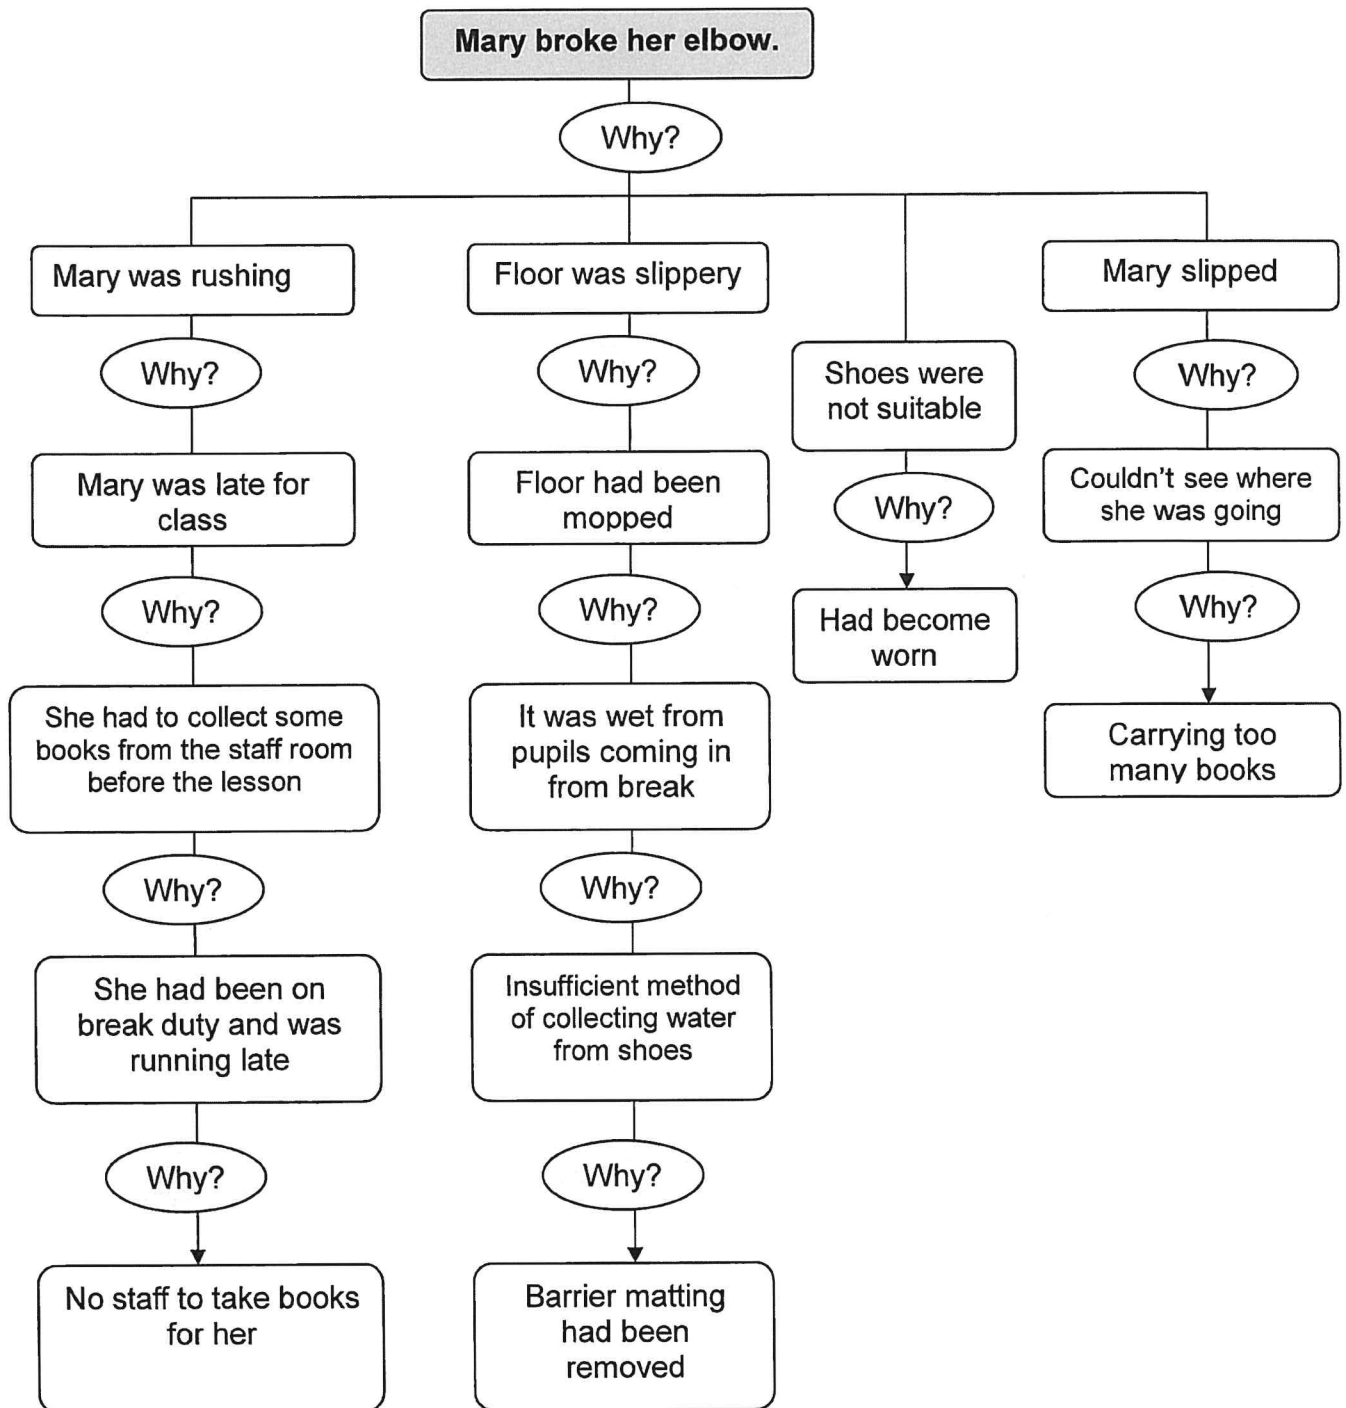 Mary broke her elbow.
Why?
Mary was rushing
Why?
Mary was late for
class
Why?
She had to collect some
books from the staff room
before the lesson
Why?
She had been on
break duty and was
running late
Why?
No staff to take books
for her
Floor was slippery
Why?
Floor had been
mopped
Why?
It was wet from
pupils coming in
from break
Why?
Insufficient method
of collecting water
from shoes
Why?
Barrier matting
had been
removed
Shoes were
not suitable
Why?
Had become
worn
Mary slipped
Why?
Couldn't see where
she was going
Why?
Carrying too
many books